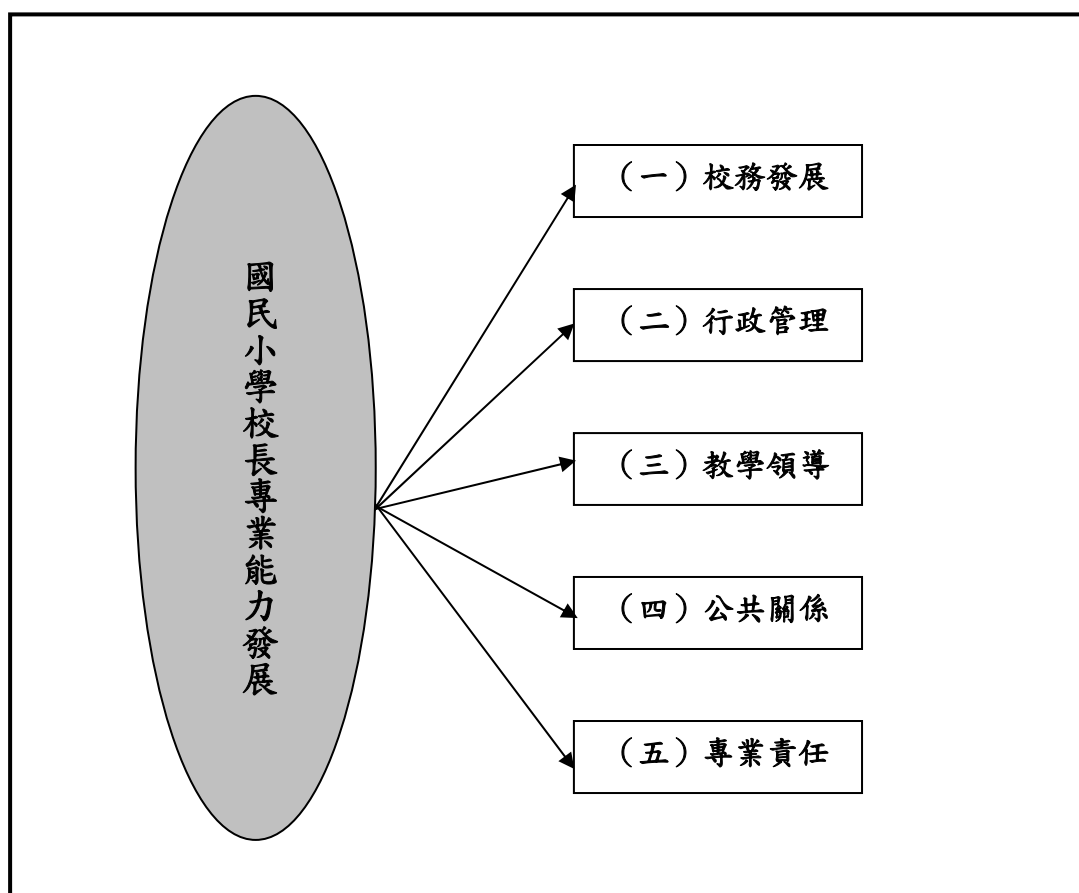 國民小學校長專業能力發展
（一）校務發展
（二）行政管理
（三）教學領導
（四）公共關係
（五）專業責任